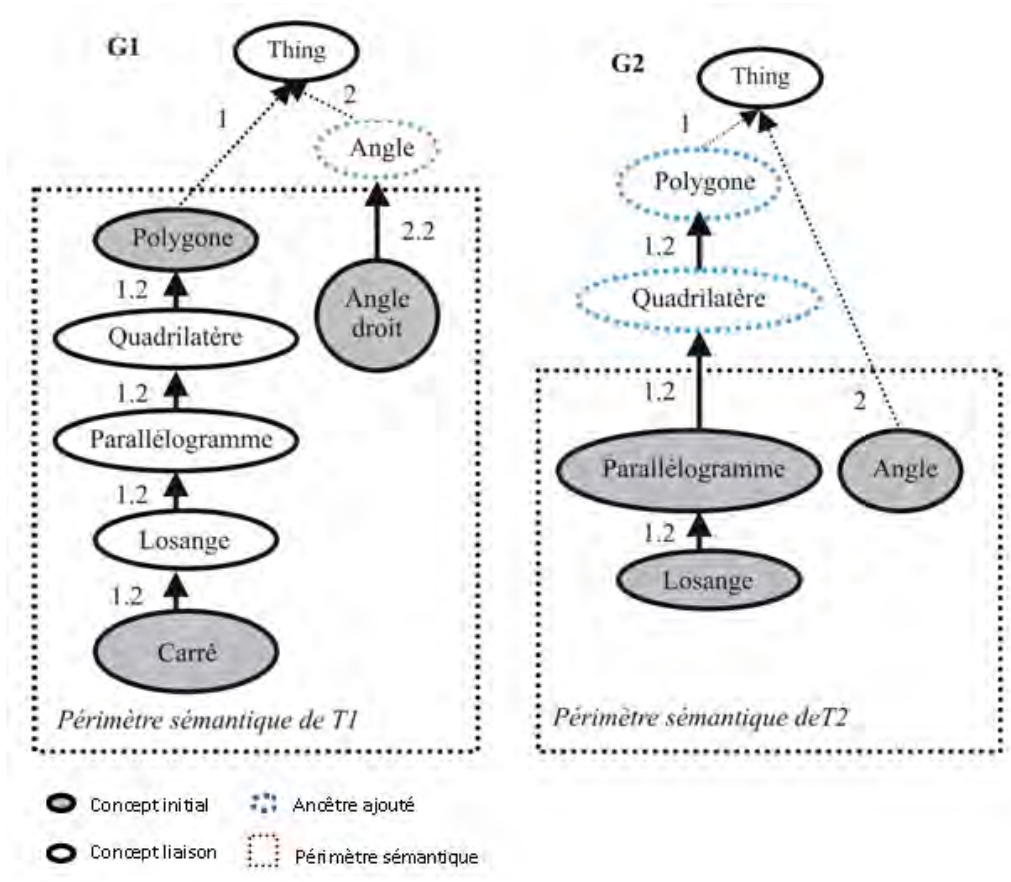 G1
Thing
1
2
Angle
Polygone
2.2
1.2
Angle
droit
Quadrilatère
1.2
Parallélogramme
1.2
Losange
1.2
Carré
Périmètre sémantique de T1
G2
Thing
1
Polygone
1.2
Quadrilatère
1.2
2
Parallélogramme
Angle
1.2
Losange
Périmètre sémantique deT2
Concept initial
Ancêtre ajouté
Concept liaison
Périmètre sémantique